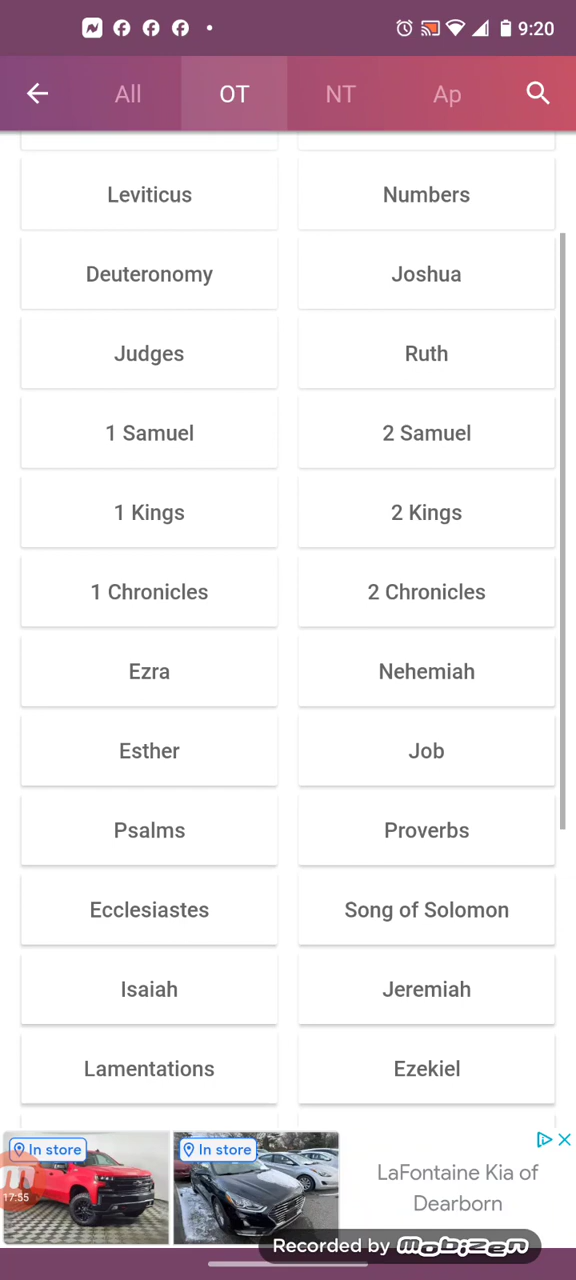 9:20
All OT NT Ap
Leviticus Numbers
Deuteronomy Joshua
Judges Ruth
1 Samuel 2 Samuel
1 Kings 2 Kings
1 Chronicles 2 Chronicles
Ezra Nehemiah
Esther Job
Psalms Proverbs
Ecclesiastes Song of Solomon
Isaiah Jeremiah
Lamentations Ezekiel
In store In store
LaFontaine Kia of
Dearborn
17:55
Recorded by mobizen